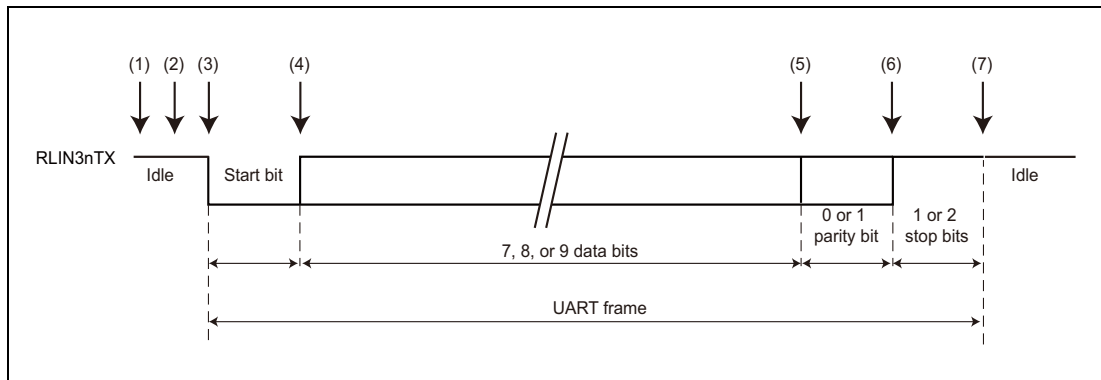 (1) (2) (3) (4) (5) (6) (7)
RLIN3nTX
Idle
Start bit
Idle
0 or 1
parity bit
1 or 2
stop bits
7, 8, or 9 data bits
UART frame